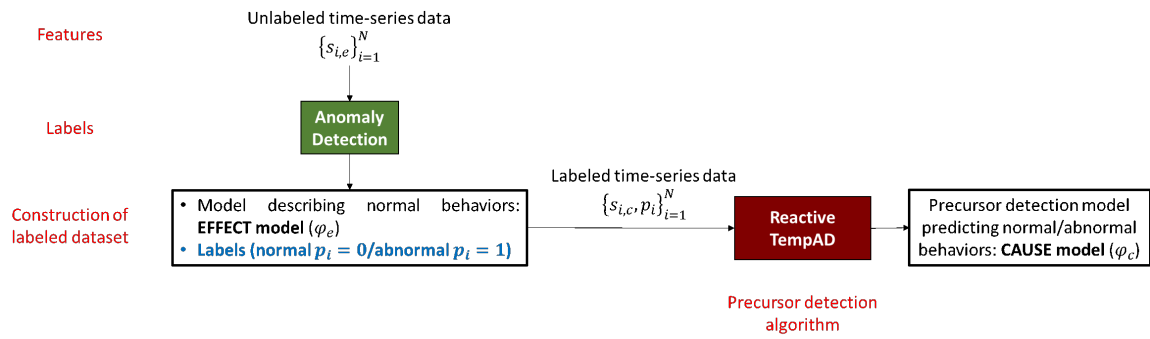 Features
Unlabeled time-series data
{s_{i,e}}_{i=1}^{N}
Labels
Anomaly
Detection
Construction of
labeled dataset
• Model describing normal behaviors:
EFFECT model (φ_e)
• Labels (normal p_i = 0/abnormal p_i = 1)
Labeled time-series data
{s_{i,c}, p_i}_{i=1}^{N}
Reactive
TempAD
Precursor detection model
predicting normal/abnormal
behaviors: CAUSE model (φ_c)
Precursor detection
algorithm